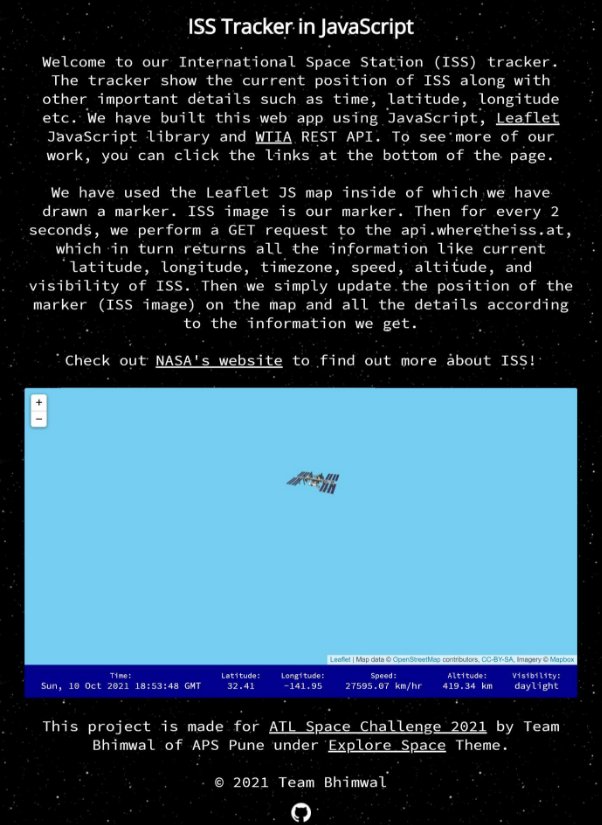 ISS Tracker in JavaScript
Welcome to our International Space Station (ISS) tracker.
The tracker show the current position of ISS along with
other important details such as time, latitude, longitude
etc. We have built this web app using JavaScript, Leaflet
JavaScript library and WTIA REST API. To see more of our
work, you can click the links at the bottom of the page.
We have used the Leaflet JS map inside of which we have
drawn a marker. ISS image is our marker. Then for every 2
seconds, we perform a GET request to the api.wheretheiss.at,
which in turn returns all the information like current
latitude, longitude, timezone, speed, altitude, and
visibility of ISS. Then we simply update the position of the
marker (ISS image) on the map and all the details according
to the information we get.
Check out NASA's website to find out more about ISS!
+
−
Leaflet | Map data © OpenStreetMap contributors, CC-BY-SA, Imagery © Mapbox
Time: Latitude: Longitude: Speed: Altitude: Visibility:
Sun, 10 Oct 2021 18:53:48 GMT 32.41 -141.95 27595.07 km/hr 419.34 km daylight
This project is made for ATL Space Challenge 2021 by Team
Bhimwal of APS Pune under Explore Space Theme.
© 2021 Team Bhimwal